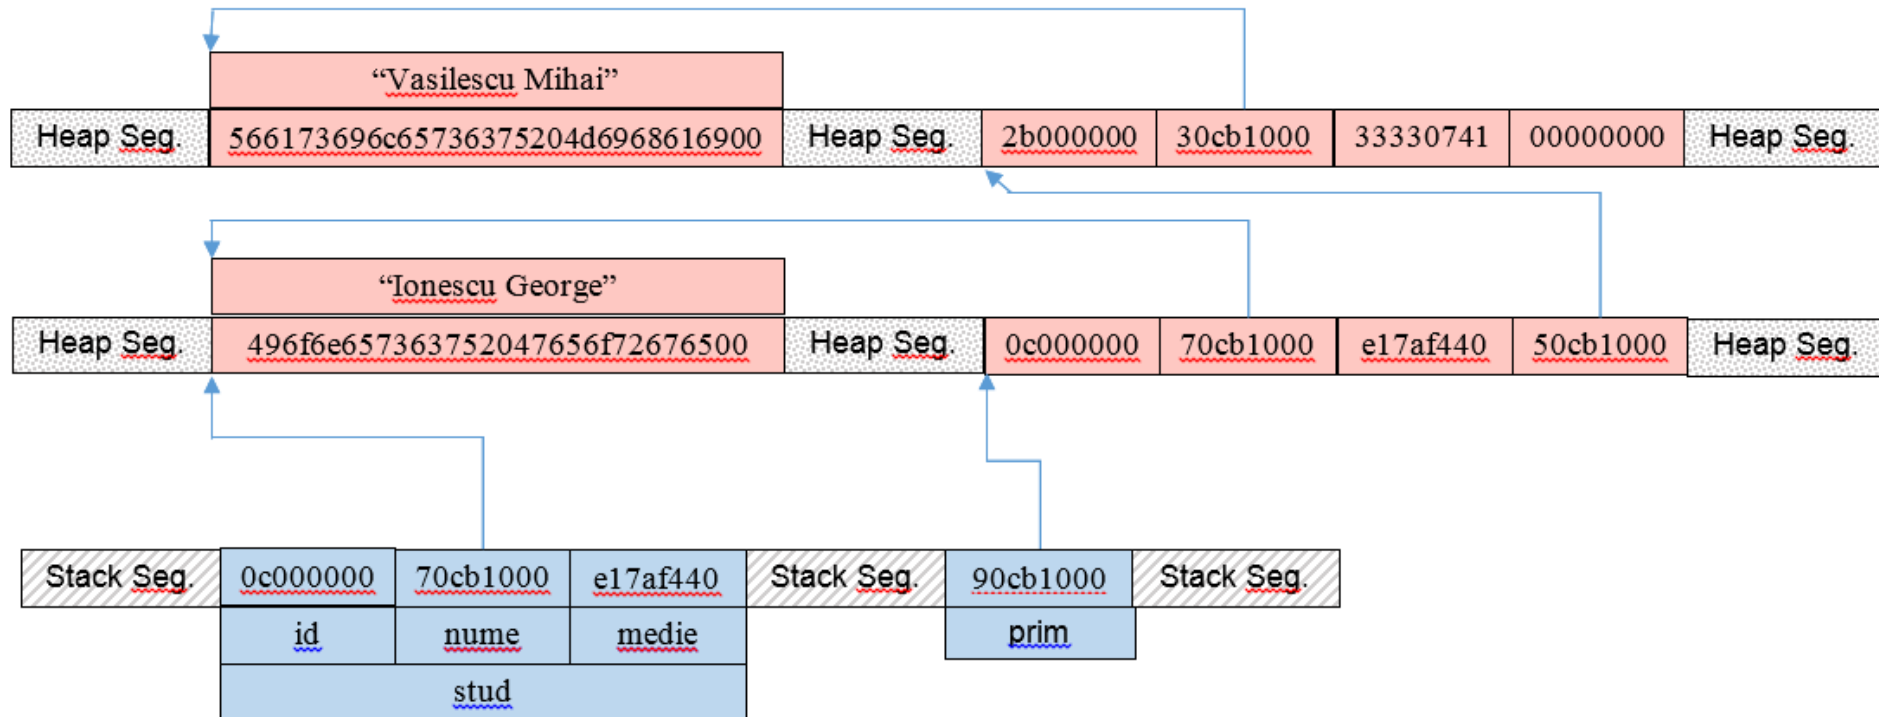 “Vasilescu Mihai”
Heap Seg. 566173696c65736375204d6968616900 Heap Seg. 2b000000 30cb1000 33330741 00000000 Heap Seg.
“Ionescu George”
Heap Seg. 496f6e657363752047656f72676500 Heap Seg. 0c000000 70cb1000 e17af440 50cb1000 Heap Seg.
Stack Seg. 0c000000 70cb1000 e17af440 Stack Seg. 90cb1000 Stack Seg.
id nume medie prim
stud